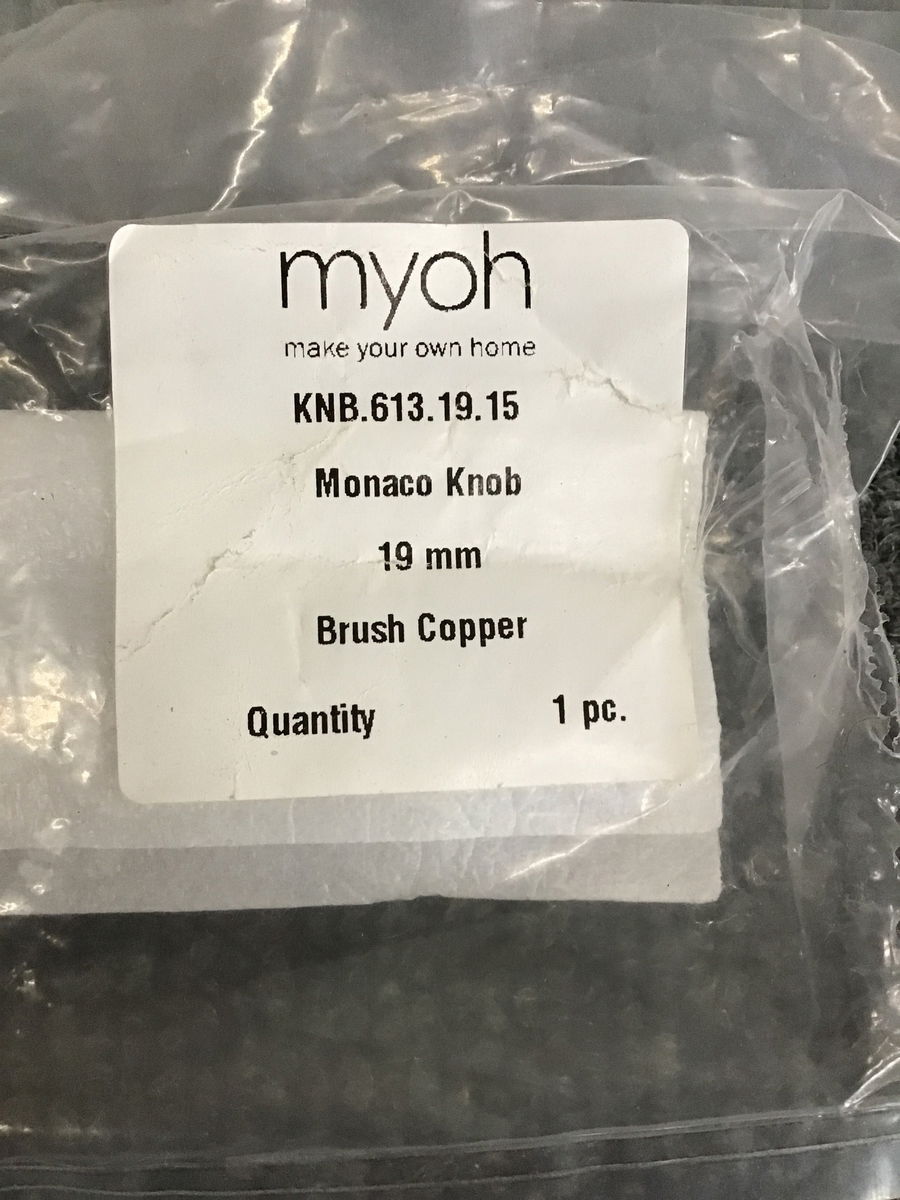 myoh
make your own home
KNB.613.19.15
Monaco Knob
19 mm
Brush Copper
Quantity 1 pc.